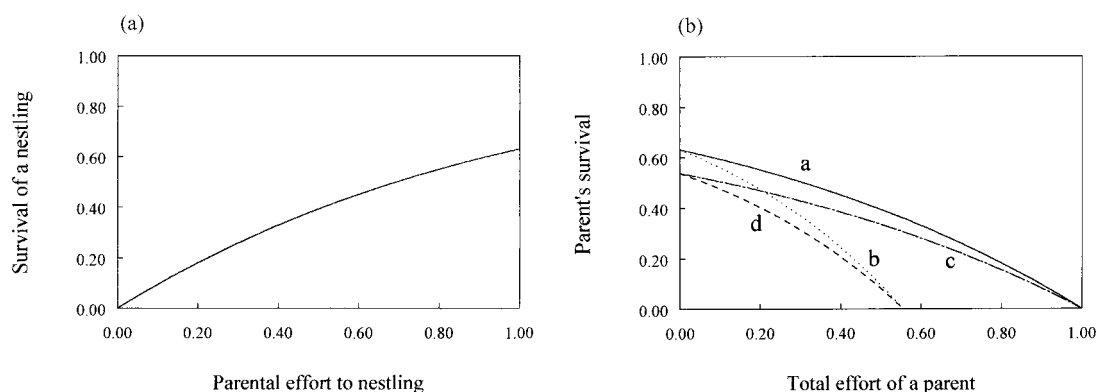 (a)
Survival of a nestling
1.00
0.80
0.60
0.40
0.20
0.00
0.00 0.20 0.40 0.60 0.80 1.00
Parental effort to nestling
(b)
Parent's survival
1.00
0.80
0.60
0.40
0.20
0.00
a
b
c
d
0.00 0.20 0.40 0.60 0.80 1.00
Total effort of a parent